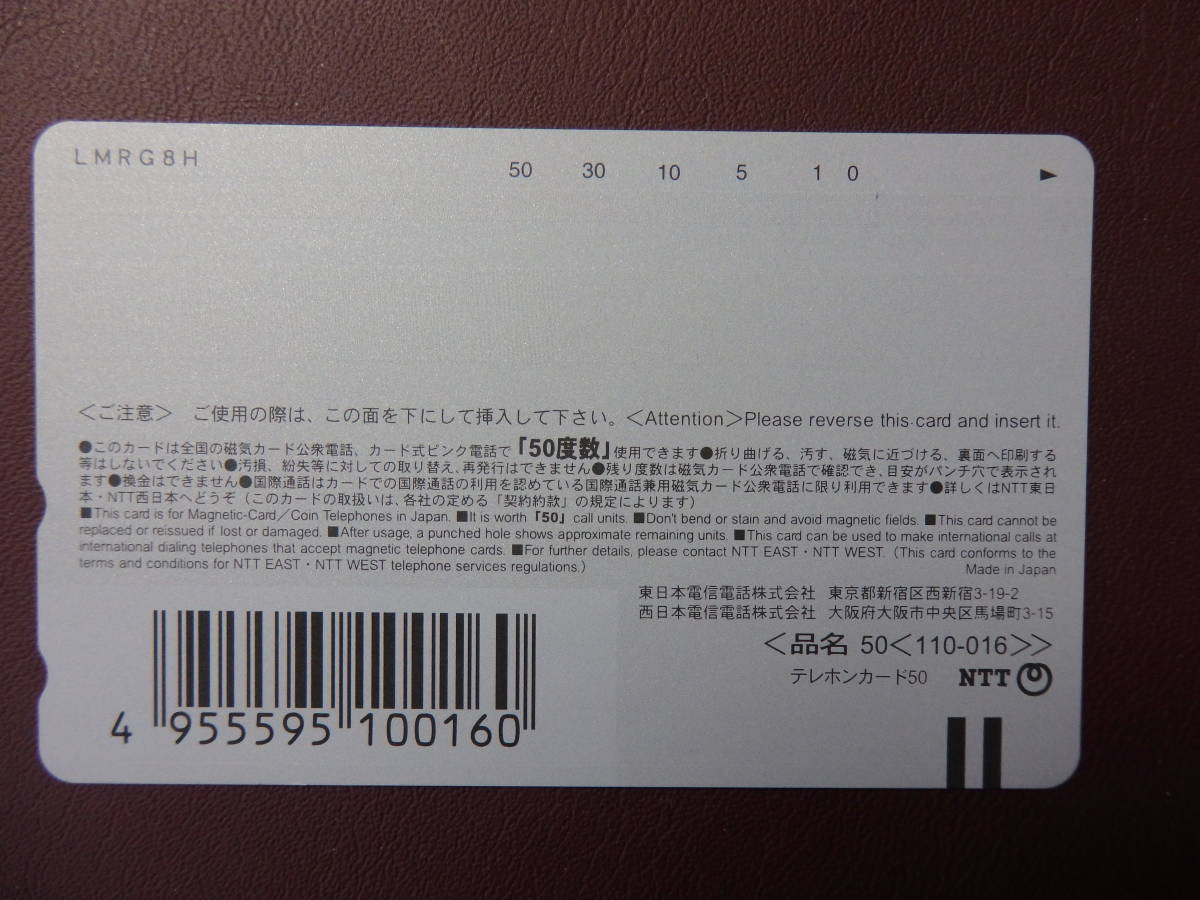 LMRG8H
50 30 10 5 1 0 ►
＜ご注意＞ ご使用の際は、この面を下にして挿入して下さい。＜Attention＞Please reverse this card and insert it.
●このカードは全国の磁気カード公衆電話、カード式ピンク電話で「50度数」使用できます●折り曲げる、汚す、磁気に近づける、裏面へ印刷する
等はしないでください●汚損、紛失等に対しての取り替え、再発行はできません●残り度数は磁気カード公衆電話で確認でき、目安がパンチ穴で表示され
ます●換金はできません●国際通話はカードでの国際通話の利用を認めている国際通話兼用磁気カード公衆電話に限り利用できます●詳しくはNTT東日
本・NTT西日本へどうぞ（このカードの取扱いは、各社の定める「契約約款」の規定によります）
■This card is for Magnetic-Card／Coin Telephones in Japan. ■It is worth「50」call units. ■Don't bend or stain and avoid magnetic fields. ■This card cannot be
replaced or reissued if lost or damaged. ■After usage, a punched hole shows approximate remaining units. ■This card can be used to make international calls at
international dialing telephones that accept magnetic telephone cards. ■For further details, please contact NTT EAST・NTT WEST.（This card conforms to the
terms and conditions for NTT EAST・NTT WEST telephone services regulations.）
Made in Japan
東日本電信電話株式会社 東京都新宿区西新宿3-19-2
西日本電信電話株式会社 大阪府大阪市中央区馬場町3-15
＜品名 50＜110-016＞＞
テレホンカード50 NTT
4 955595 100160